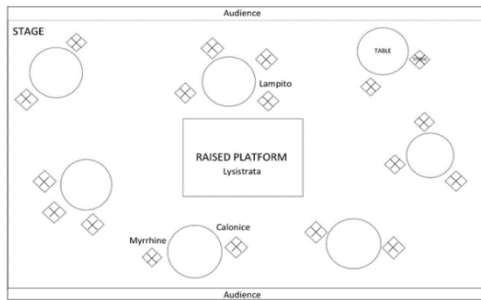 Audience
STAGE
TABLE
Lampito
RAISED PLATFORM
Lysistrata
Myrrhine
Calonice
Audience